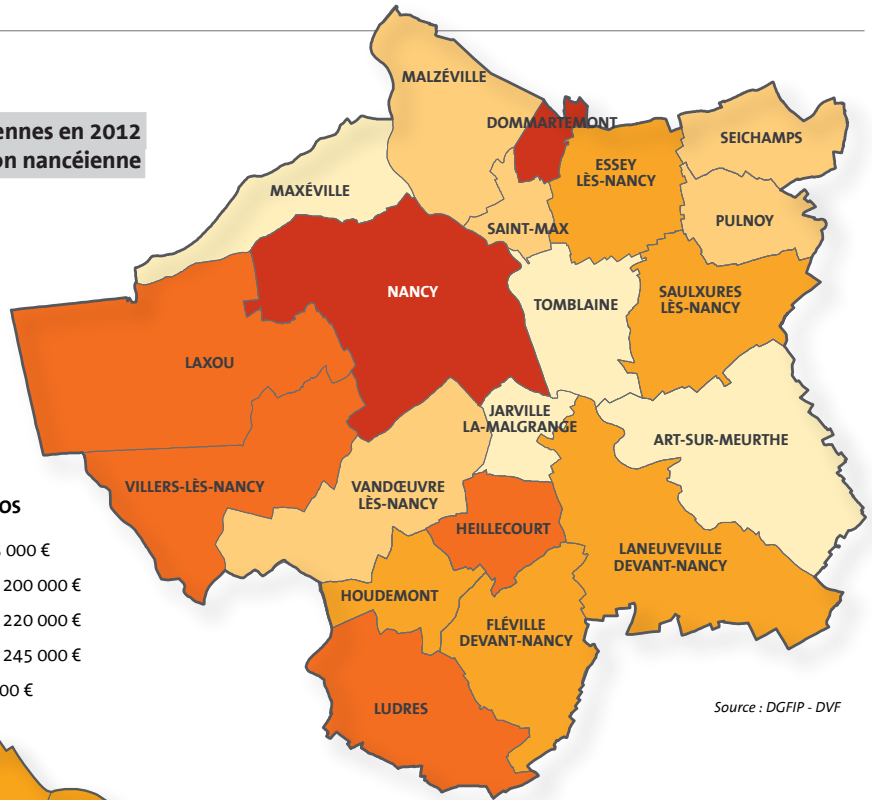 ennes en 2012
on nancéienne
MALZÉVILLE
DOMMARTEMONT
SEICHAMPS
ESSEY
LÈS-NANCY
MAXÉVILLE
PULNOY
SAINT-MAX
NANCY
TOMBLAINE
SAULXURES
LÈS-NANCY
LAXOU
JARVILLE
LA-MALGRANGE
ART-SUR-MEURTHE
VILLERS-LÈS-NANCY
VANDŒUVRE
LÈS-NANCY
HEILLECOURT
LANEUVEVILLE
DEVANT-NANCY
HOUDEMONT
FLÉVILLE
DEVANT-NANCY
LUDRES
os
000 €
200 000 €
220 000 €
245 000 €
00 €
Source : DGFIP - DVF